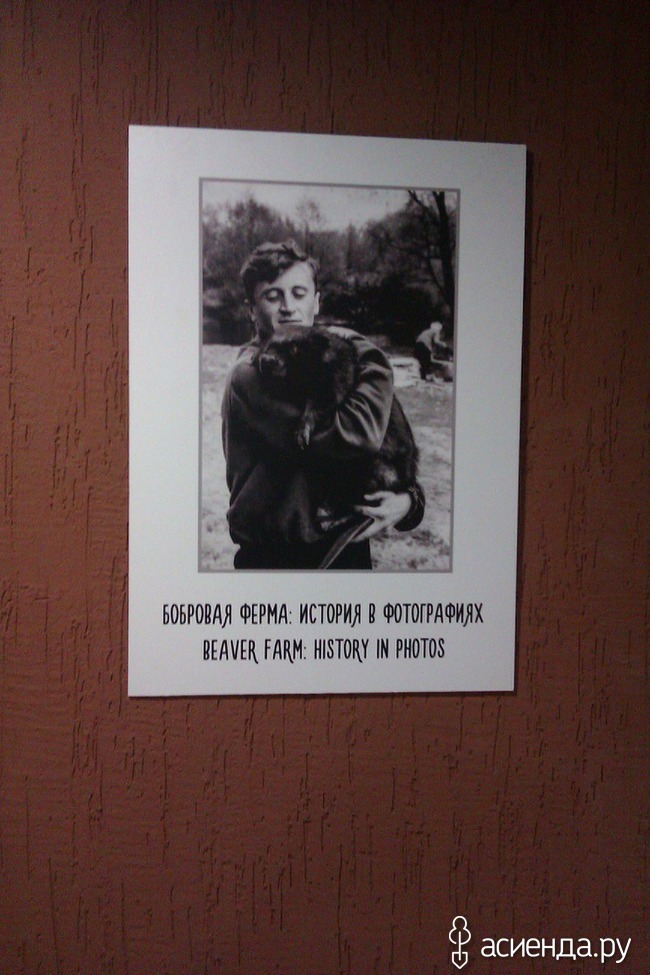 БОБРОВАЯ ФЕРМА: ИСТОРИЯ В ФОТОГРАФИЯХ
BEAVER FARM: HISTORY IN PHOTOS
асиенда.ру